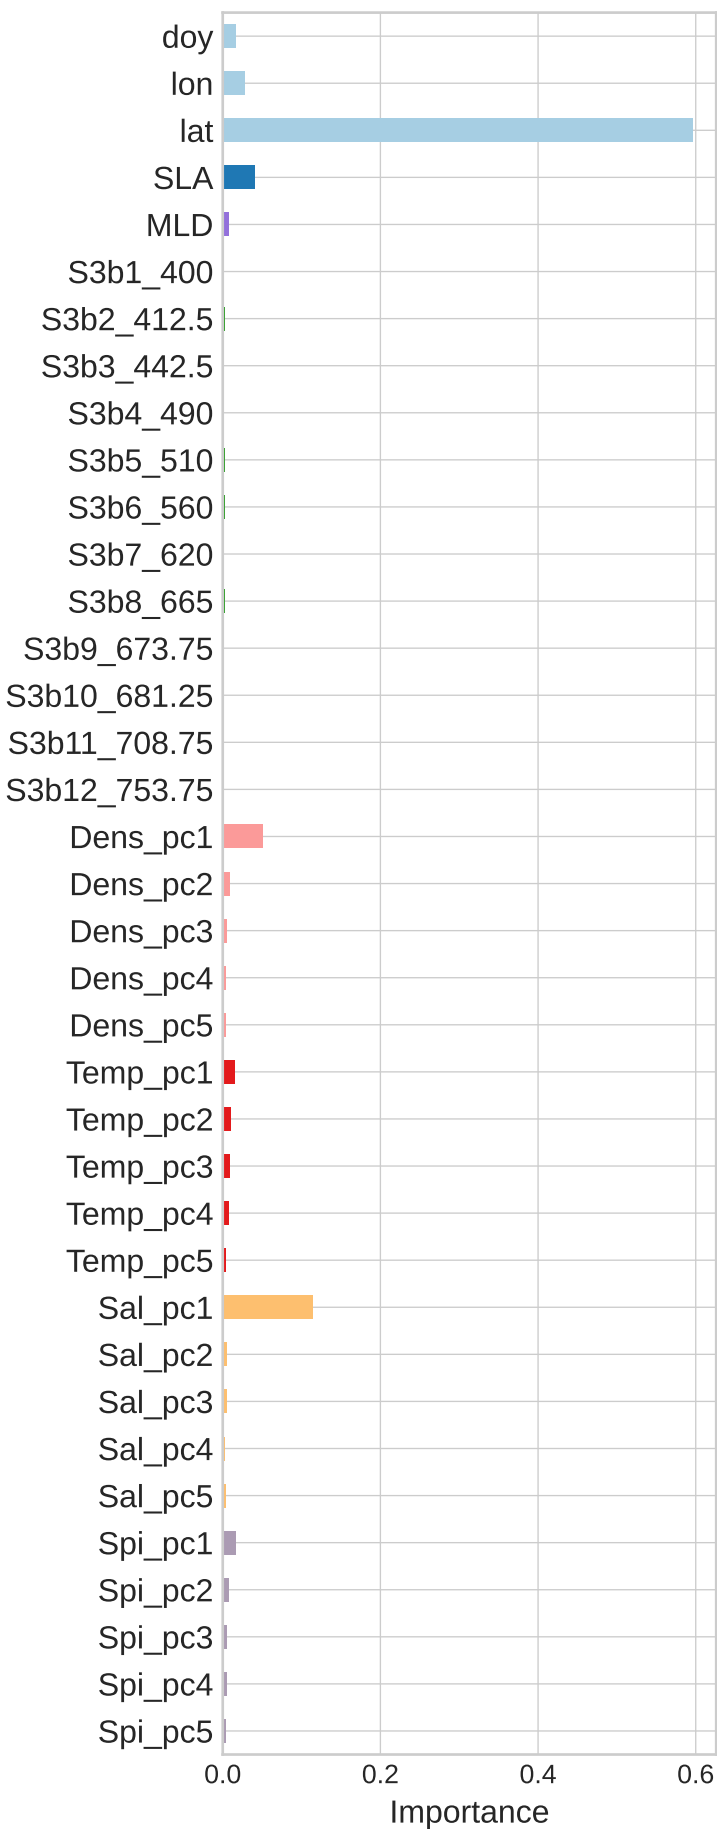 doy
lon
lat
SLA
MLD
S3b1_400
S3b2_412.5
S3b3_442.5
S3b4_490
S3b5_510
S3b6_560
S3b7_620
S3b8_665
S3b9_673.75
S3b10_681.25
S3b11_708.75
S3b12_753.75
Dens_pc1
Dens_pc2
Dens_pc3
Dens_pc4
Dens_pc5
Temp_pc1
Temp_pc2
Temp_pc3
Temp_pc4
Temp_pc5
Sal_pc1
Sal_pc2
Sal_pc3
Sal_pc4
Sal_pc5
Spi_pc1
Spi_pc2
Spi_pc3
Spi_pc4
Spi_pc5
0.0 0.2 0.4 0.6
Importance